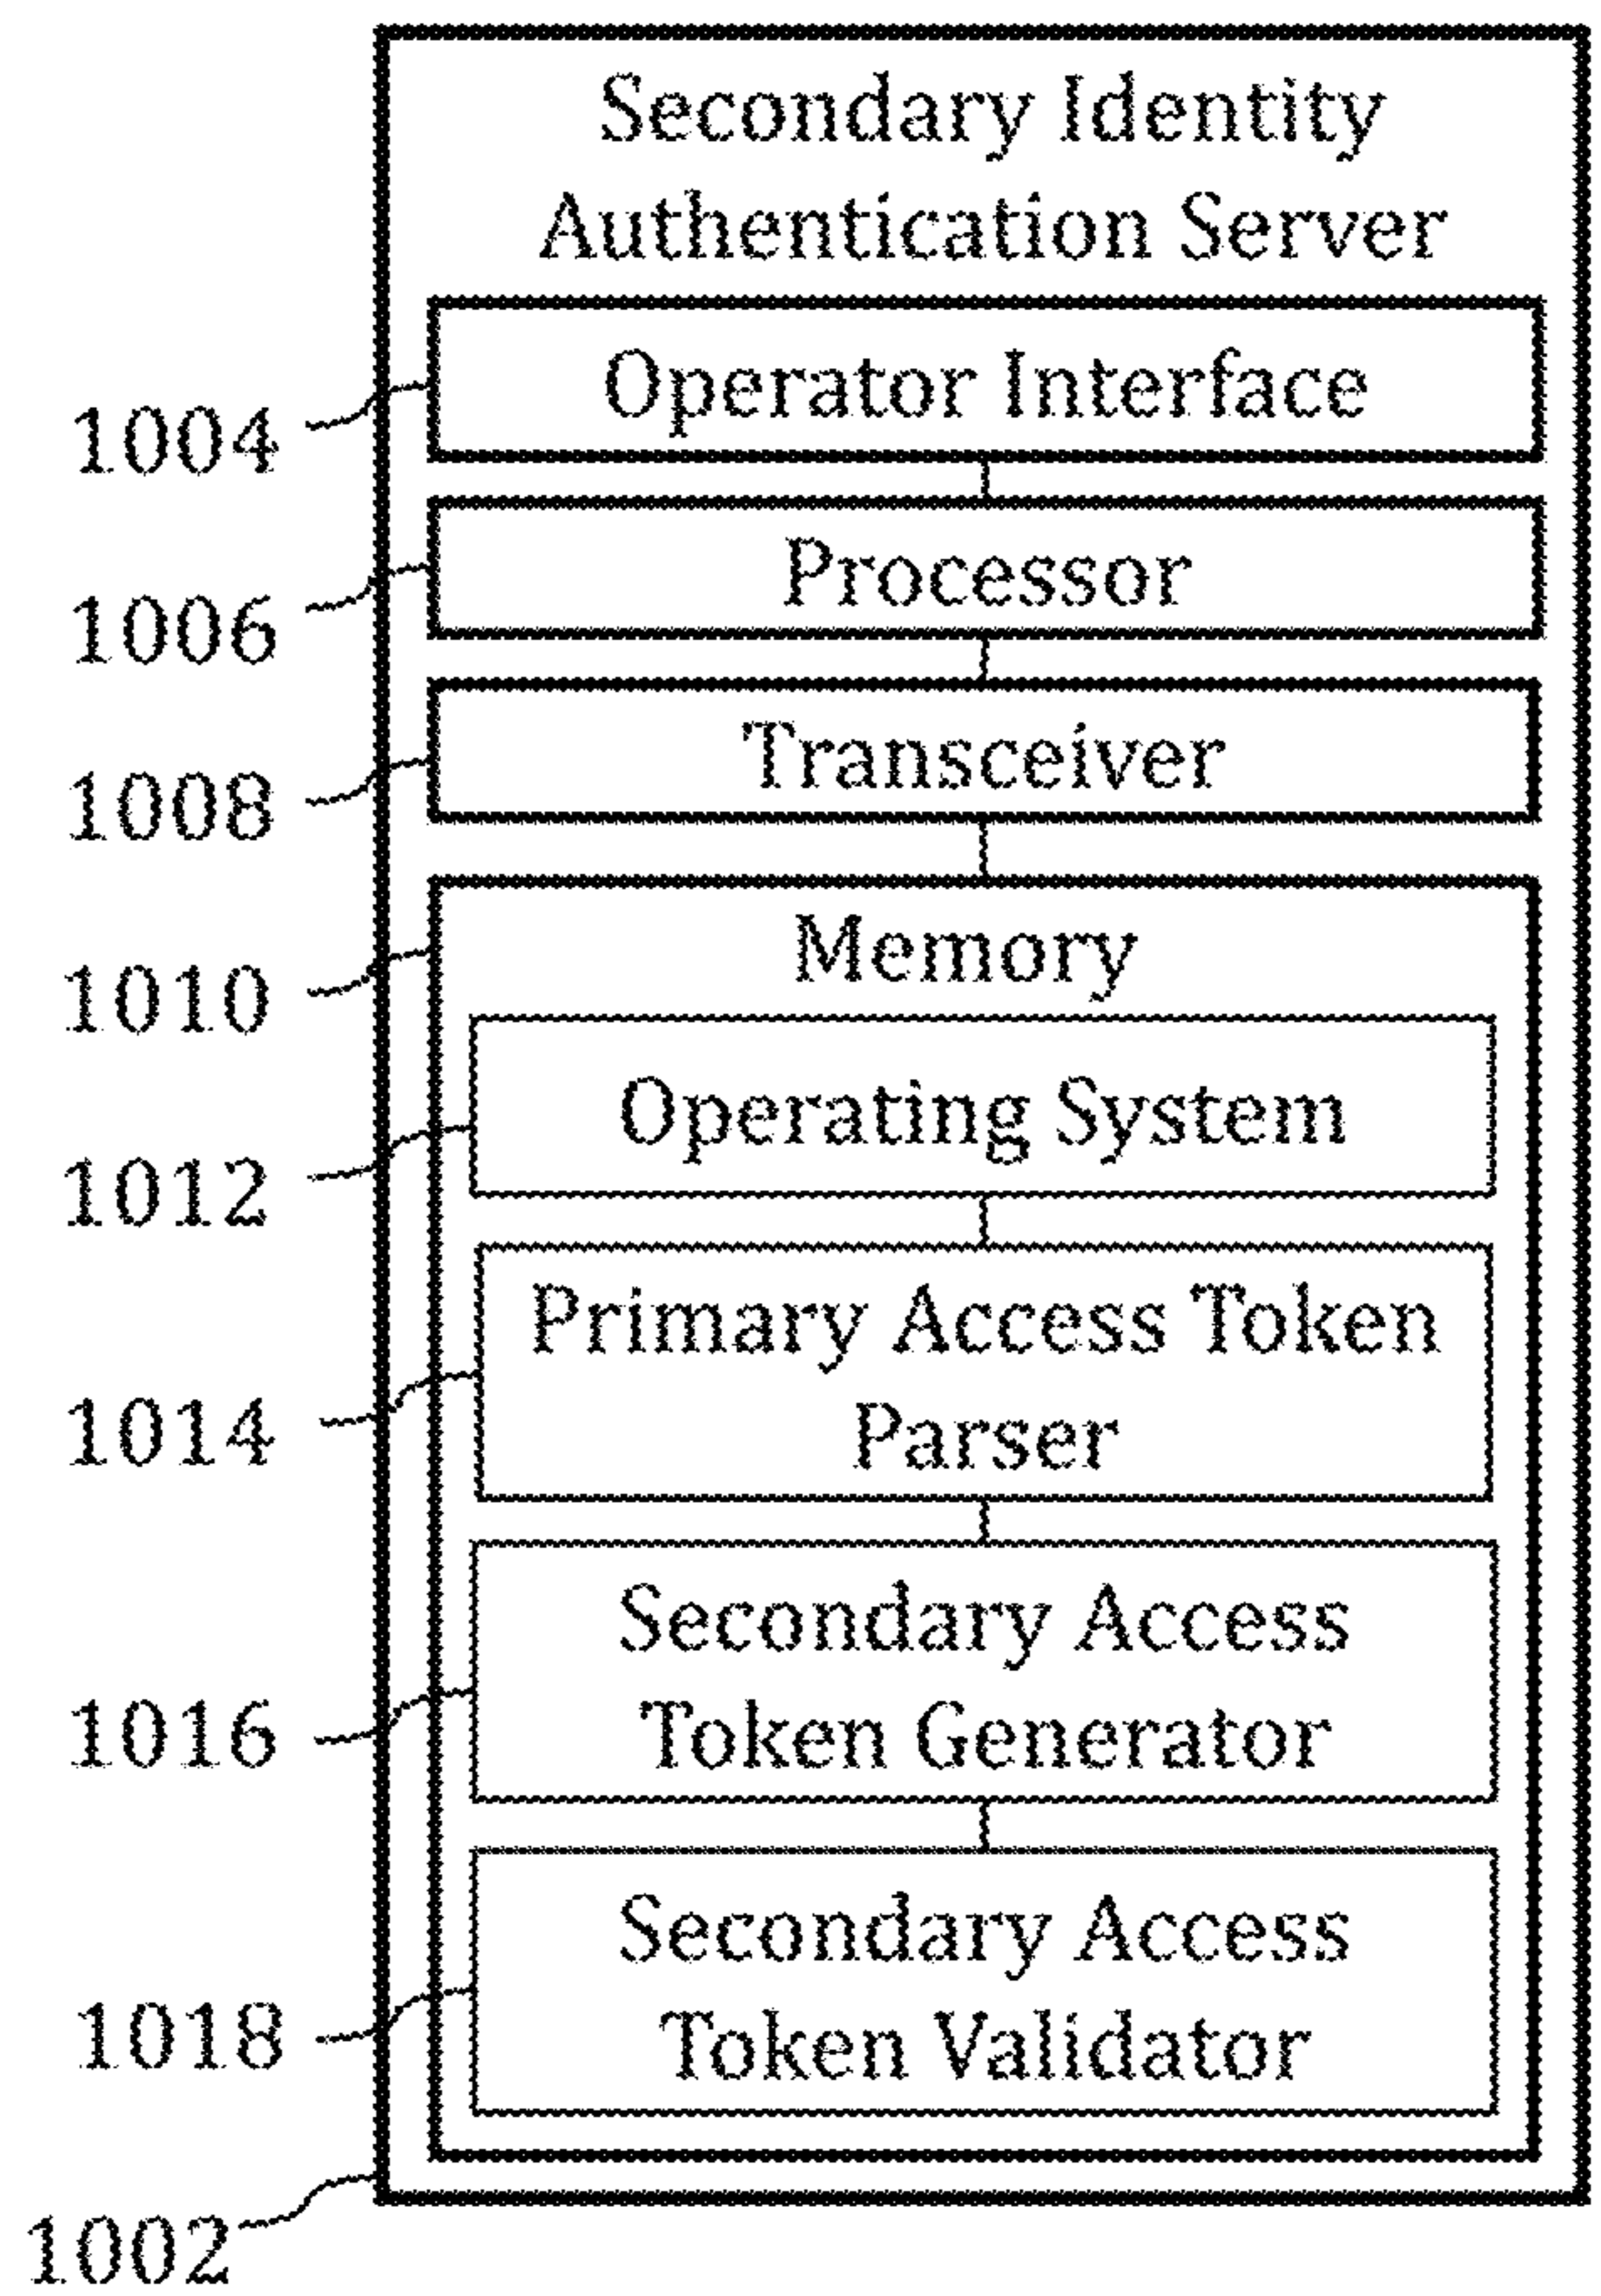 Secondary Identity
Authentication Server
Operator Interface
1004
Processor
1006
Transceiver
1008
Memory
1010
Operating System
1012
Primary Access Token
Parser
1014
Secondary Access
Token Generator
1016
Secondary Access
Token Validator
1018
1002